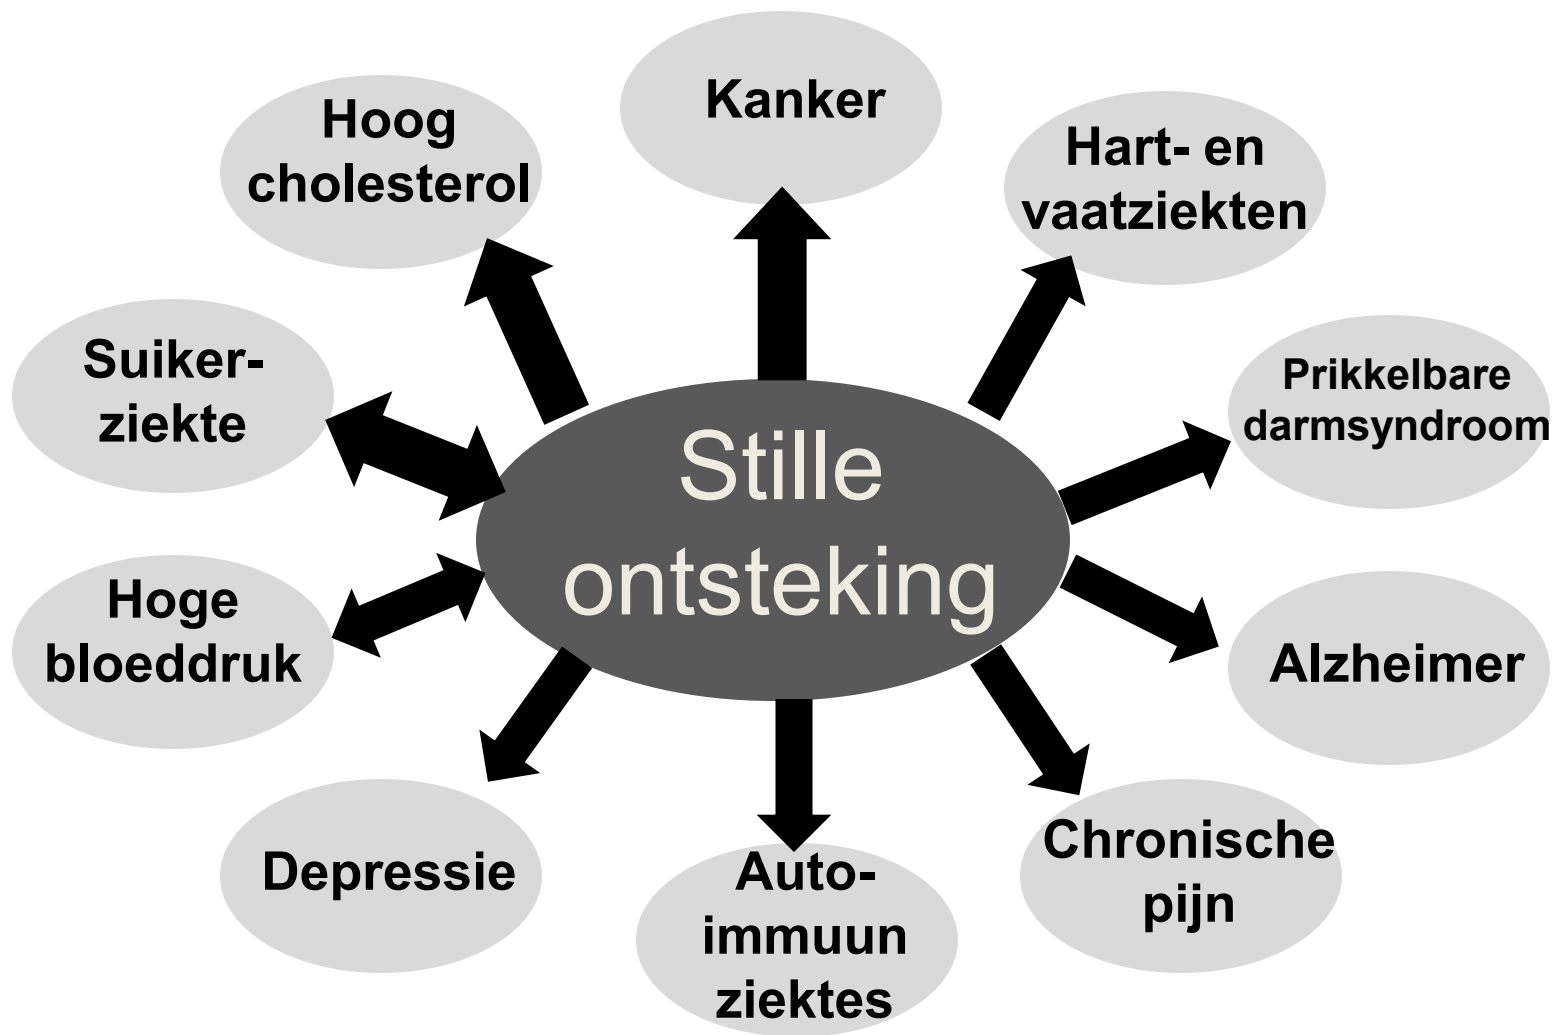 Kanker
Hoog
cholesterol
Hart- en
vaatziekten
Suiker-
ziekte
Prikkelbare
darmsyndroom
Stille
ontsteking
Hoge
bloeddruk
Alzheimer
Depressie
Auto-
immuun
ziektes
Chronische
pijn